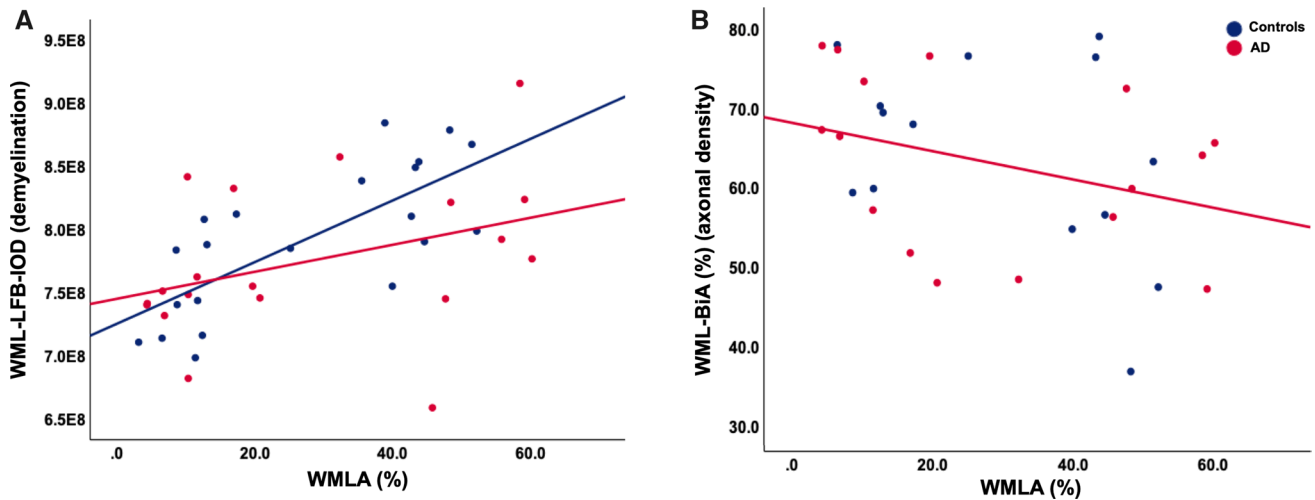 A
WML-LFB-IOD (demyelination)
9.5E8
9.0E8
8.5E8
8.0E8
7.5E8
7.0E8
6.5E8
.0
20.0
40.0
60.0
WMLA (%)
B
WML-BiA (%) (axonal density)
80.0
70.0
60.0
50.0
40.0
30.0
.0
20.0
40.0
60.0
WMLA (%)
Controls
AD